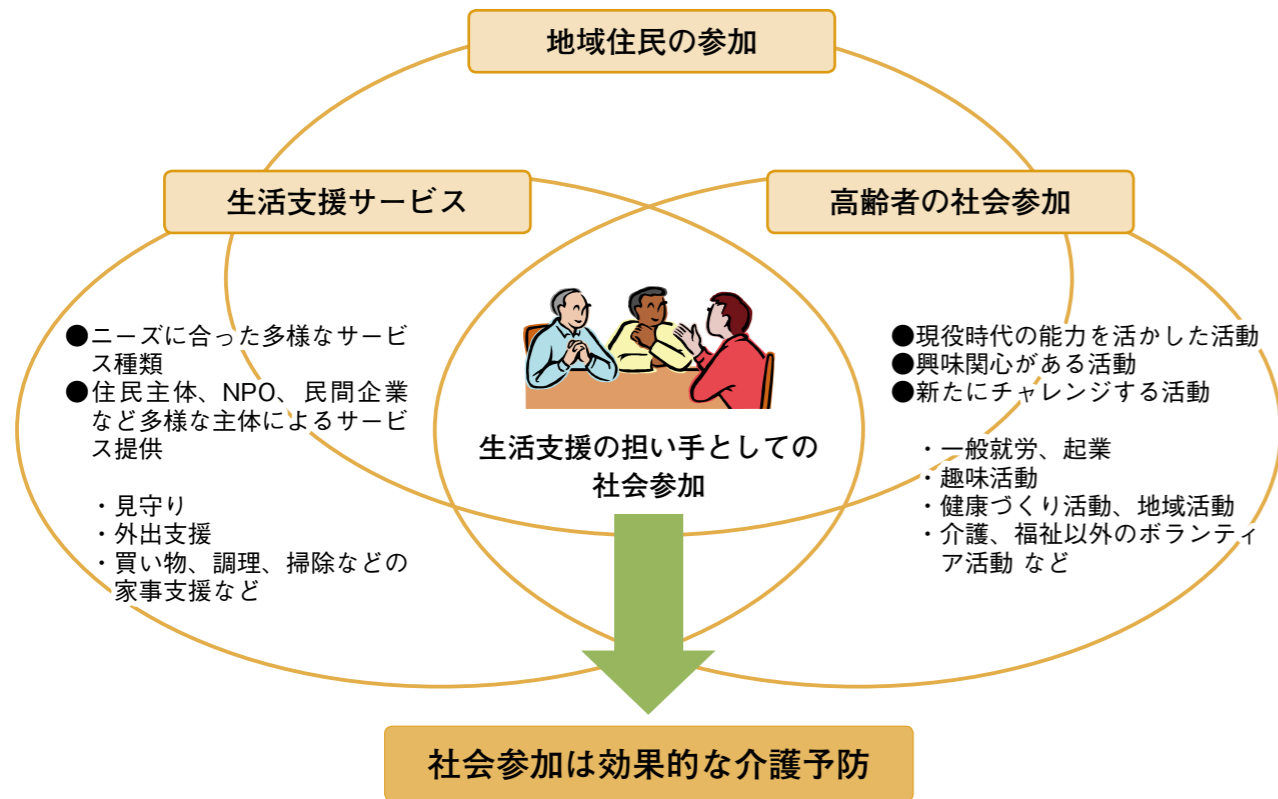 地域住民の参加
生活支援サービス
高齢者の社会参加
●ニーズに合った多様なサービ
ス種類
●住民主体、NPO、民間企業
など多様な主体によるサービ
ス提供
・見守り
・外出支援
・買い物、調理、掃除などの
家事支援など
生活支援の担い手としての
社会参加
●現役時代の能力を活かした活動
●興味関心がある活動
●新たにチャレンジする活動
・一般就労、起業
・趣味活動
・健康づくり活動、地域活動
・介護、福祉以外のボランティ
ア活動 など
社会参加は効果的な介護予防